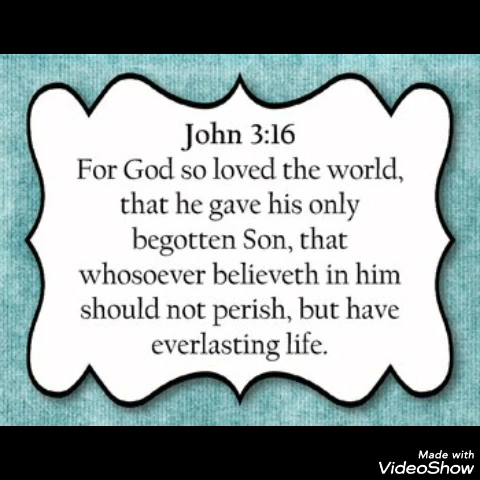 John 3:16
For God so loved the world,
that he gave his only
begotten Son, that
whosoever believeth in him
should not perish, but have
everlasting life.
Made with
VideoShow